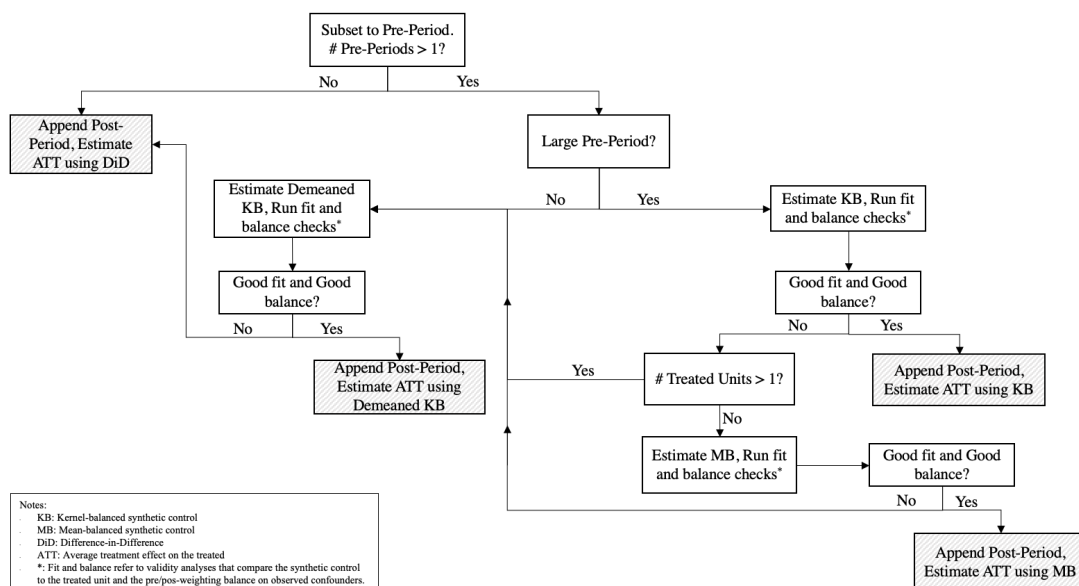 Subset to Pre-Period.
# Pre-Periods > 1?
No
Yes
Append Post-
Period, Estimate
ATT using DiD
Large Pre-Period?
Estimate Demeaned
KB, Run fit and
balance checks*
No
Yes
Estimate KB, Run fit
and balance checks*
Good fit and Good
balance?
Good fit and Good
balance?
No
Yes
No
Yes
Append Post-Period,
Estimate ATT using
Demeaned KB
Yes
# Treated Units > 1?
Append Post-Period,
Estimate ATT using KB
No
Estimate MB, Run fit
and balance checks*
Good fit and Good
balance?
No
Yes
Append Post-Period,
Estimate ATT using MB
Notes:
KB: Kernel-balanced synthetic control
MB: Mean-balanced synthetic control
DiD: Difference-in-Difference
ATT: Average treatment effect on the treated
*: Fit and balance refer to validity analyses that compare the synthetic control
to the treated unit and the pre/pos-weighting balance on observed confounders.